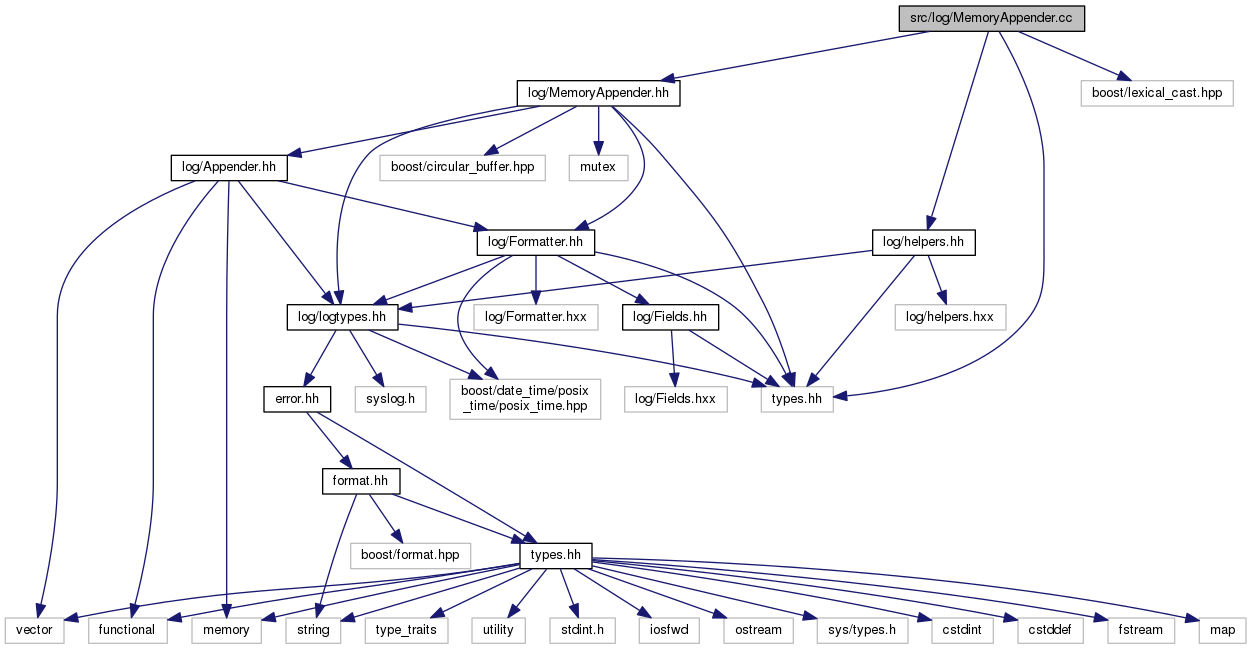 src/log/MemoryAppender.cc
log/MemoryAppender.hh
boost/lexical_cast.hpp
log/Appender.hh
boost/circular_buffer.hpp
mutex
log/Formatter.hh
log/helpers.hh
log/logtypes.hh
log/Formatter.hxx
log/Fields.hh
log/helpers.hxx
error.hh
syslog.h
boost/date_time/posix
_time/posix_time.hpp
log/Fields.hxx
types.hh
format.hh
boost/format.hpp
types.hh
vector
functional
memory
string
type_traits
utility
stdint.h
iosfwd
ostream
sys/types.h
cstdint
cstddef
fstream
map